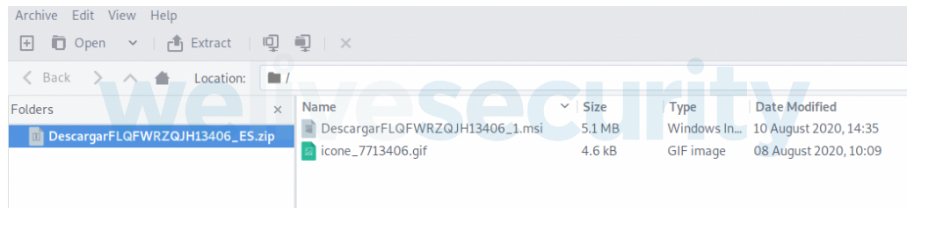 Archive Edit View Help
Open Extract
Back Location: /
welivesecurity
Folders Name Size Type Date Modified
DescargarFLQFWRZQJH13406_ES.zip DescargarFLQFWRZQJH13406_1.msi 5.1 MB Windows In... 10 August 2020, 14:35
icone_7713406.gif 4.6 kB GIF image 08 August 2020, 10:09